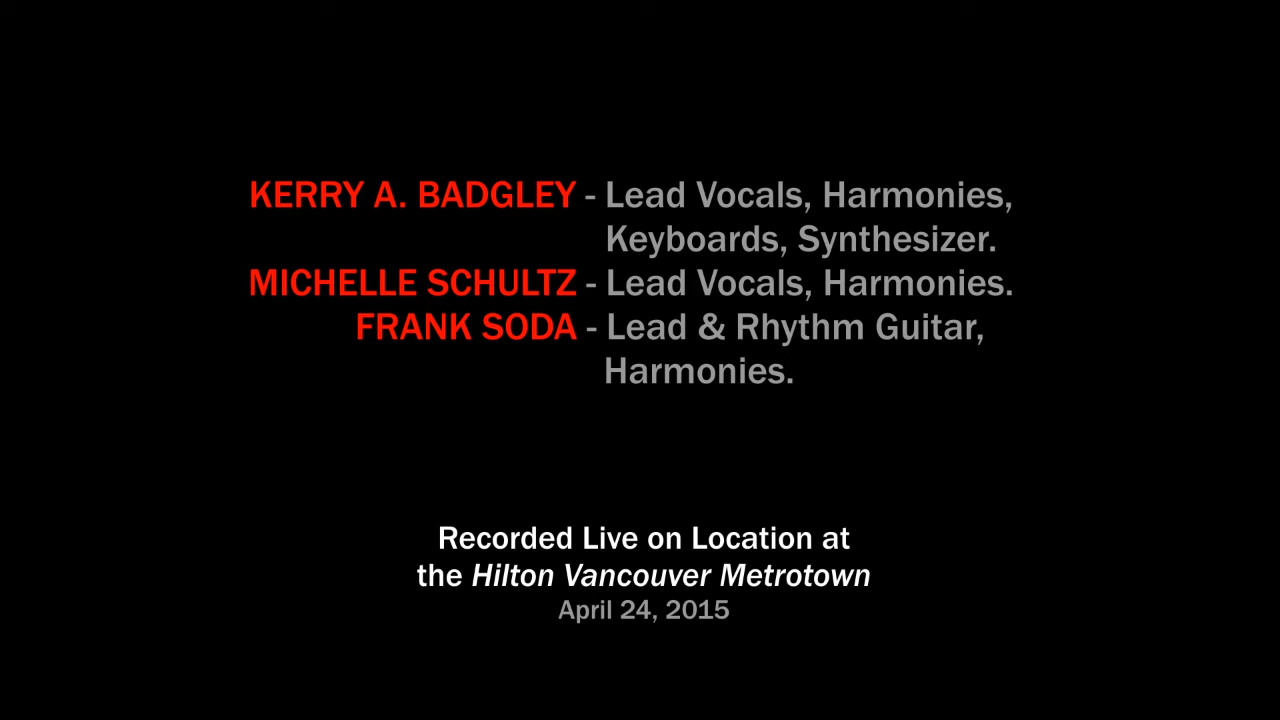 KERRY A. BADGLEY - Lead Vocals, Harmonies,
Keyboards, Synthesizer.
MICHELLE SCHULTZ - Lead Vocals, Harmonies.
FRANK SODA - Lead & Rhythm Guitar,
Harmonies.
Recorded Live on Location at
the Hilton Vancouver Metrotown
April 24, 2015